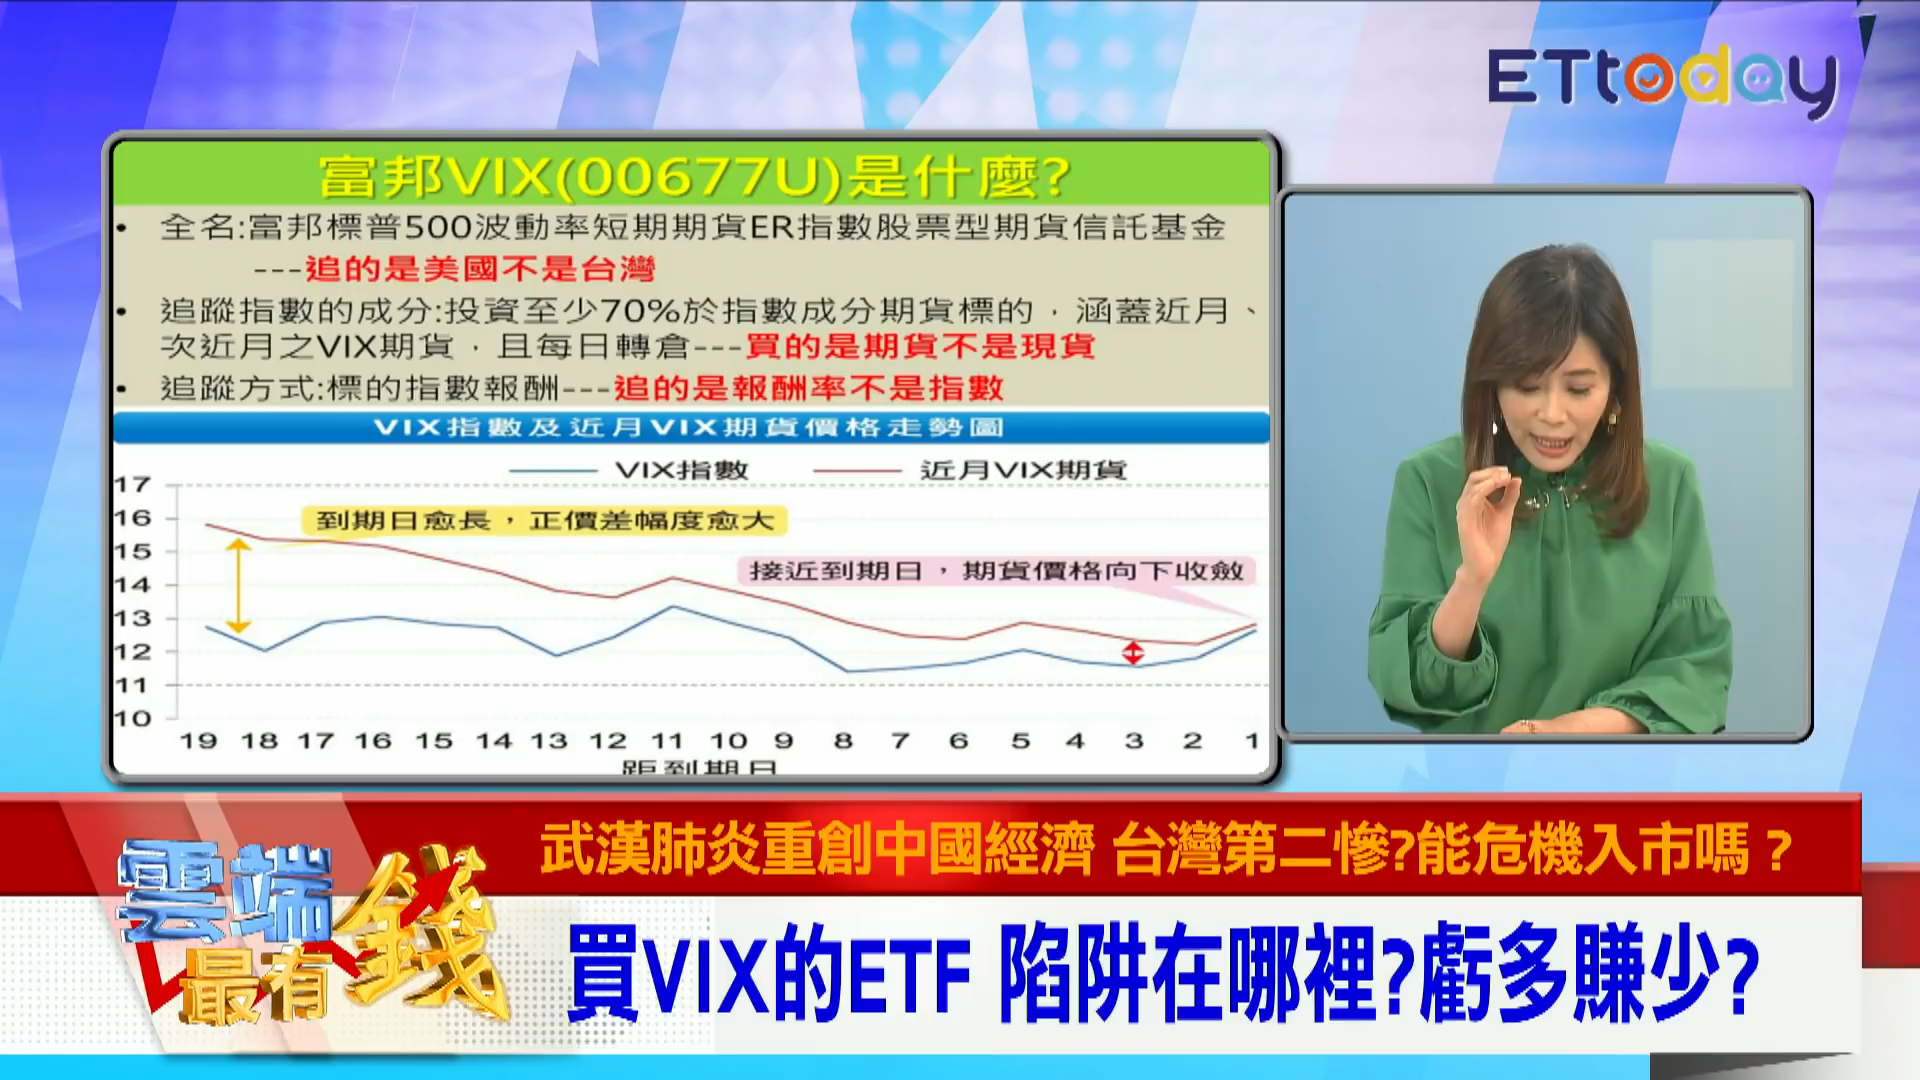 ETtoday
富邦VIX(00677U)是什麼?
• 全名:富邦標普500波動率短期期貨ER指數股票型期貨信託基金
---追的是美國不是台灣
• 追蹤指數的成分:投資至少70%於指數成分期貨標的，涵蓋近月、
次近月之VIX期貨，且每日轉倉---買的是期貨不是現貨
• 追蹤方式:標的指數報酬---追的是報酬率不是指數
VIX指數及近月VIX期貨價格走勢圖
VIX指數 近月VIX期貨
17
16
到期日愈長，正價差幅度愈大
15
接近到期日，期貨價格向下收斂
14
13
12
11
10
19 18 17 16 15 14 13 12 11 10 9 8 7 6 5 4 3 2 1
距到期日
武漢肺炎重創中國經濟 台灣第二慘?能危機入市嗎？
雲端
最有
錢
買VIX的ETF 陷阱在哪裡?虧多賺少?